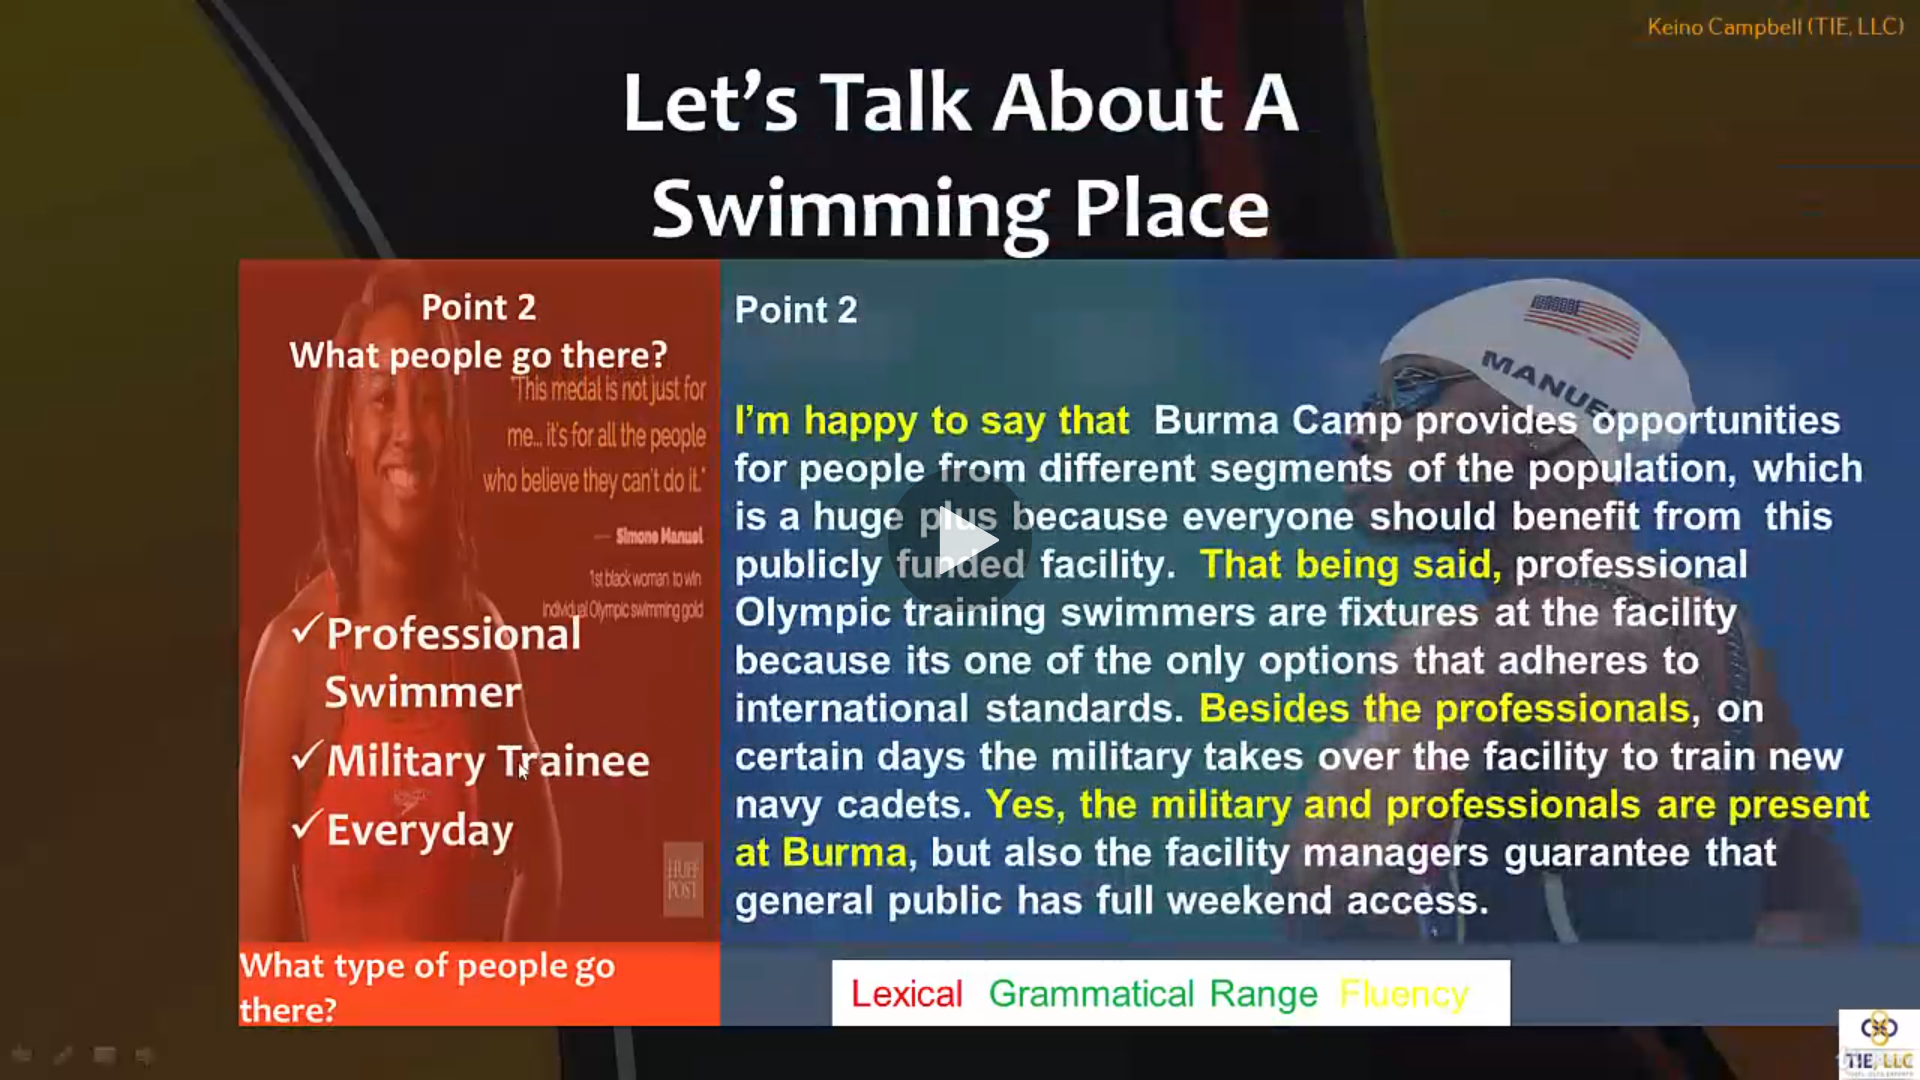 Keino Campbell (TIE, LLC)
Let's Talk About A
Swimming Place
Point 2
What people go there?
"This medal is not just for
me... it's for all the people
who believe they can't do it."
— Simone Manuel
1st black woman to win
individual Olympic swimming gold
✓Professional
Swimmer
✓Military Trainee
✓Everyday
HUFF
POST
What type of people go
there?
Point 2
MANUEL
I'm happy to say that Burma Camp provides opportunities
for people from different segments of the population, which
is a huge plus because everyone should benefit from this
publicly funded facility. That being said, professional
Olympic training swimmers are fixtures at the facility
because its one of the only options that adheres to
international standards. Besides the professionals, on
certain days the military takes over the facility to train new
navy cadets. Yes, the military and professionals are present
at Burma, but also the facility managers guarantee that
general public has full weekend access.
Lexical Grammatical Range Fluency
TIE, LLC